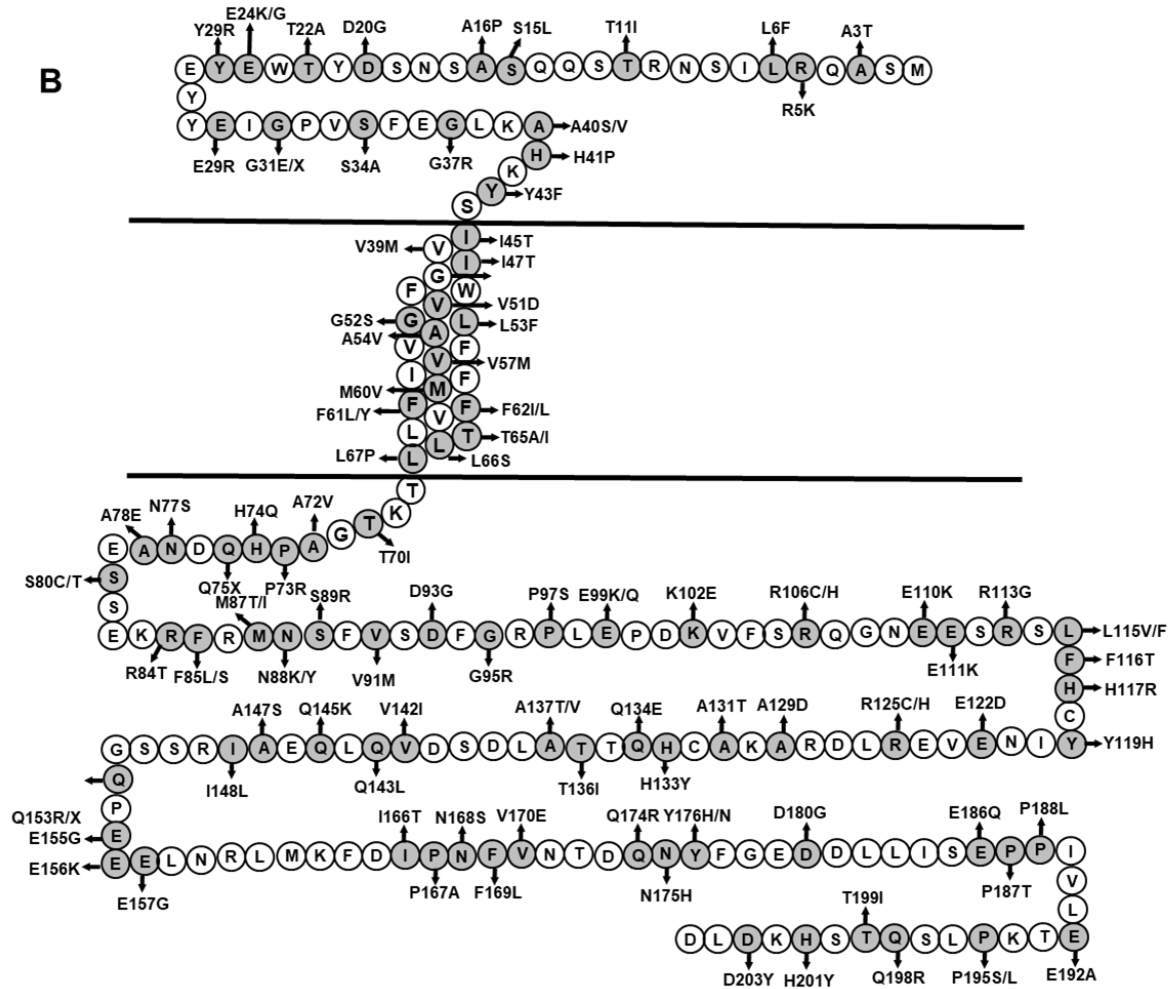 B
Y29R E24K/G T22A D20G A16P S15L T11I L6F A3T
E Y E W T Y D S N S A S Q Q S T R N S I L R Q A S M
R5K
Y
Y E I G P V S F E G L K A A40S/V
E29R G31E/X S34A G37R
H H41P
K
Y Y43F
S
V39M V I I45T
G I I47T
F W
V V51D
G52S G L L53F
A54V A
V F
V V57M
I F
M60V M
F61L/Y F F F62I/L
V
L T T65A/I
L67P L L L66S
T
K
T T70I
G
A78E N77S H74Q A72V
E A N D Q H P A
Q75X P73R
S80C/T S
S
M87T/I S89R D93G P97S E99K/Q K102E R106C/H E110K R113G
E K R F R M N S F V S D F G R P L E P D K V F S R Q G N E E S R S L L115V/F
R84T F85L/S N88K/Y V91M G95R E111K
F F116T
H H117R
C
A147S Q145K V142I A137T/V Q134E A131T A129D R125C/H E122D
G S S R I A E Q L Q V D S D L A T T Q H C A K A R D L R E V E N I Y Y119H
I148L Q143L T136I H133Y
Q
Q153R/X
P
E155G E
I166T N168S V170E Q174R Y176H/N D180G E186Q P188L
E156K E E L N R L M K F D I P N F V N T D Q N Y F G E D D L L I S E P P I
E157G P167A F169L N175H P187T
V
L
T199I
D L D K H S T Q S L P K T E
D203Y H201Y Q198R P195S/L E192A